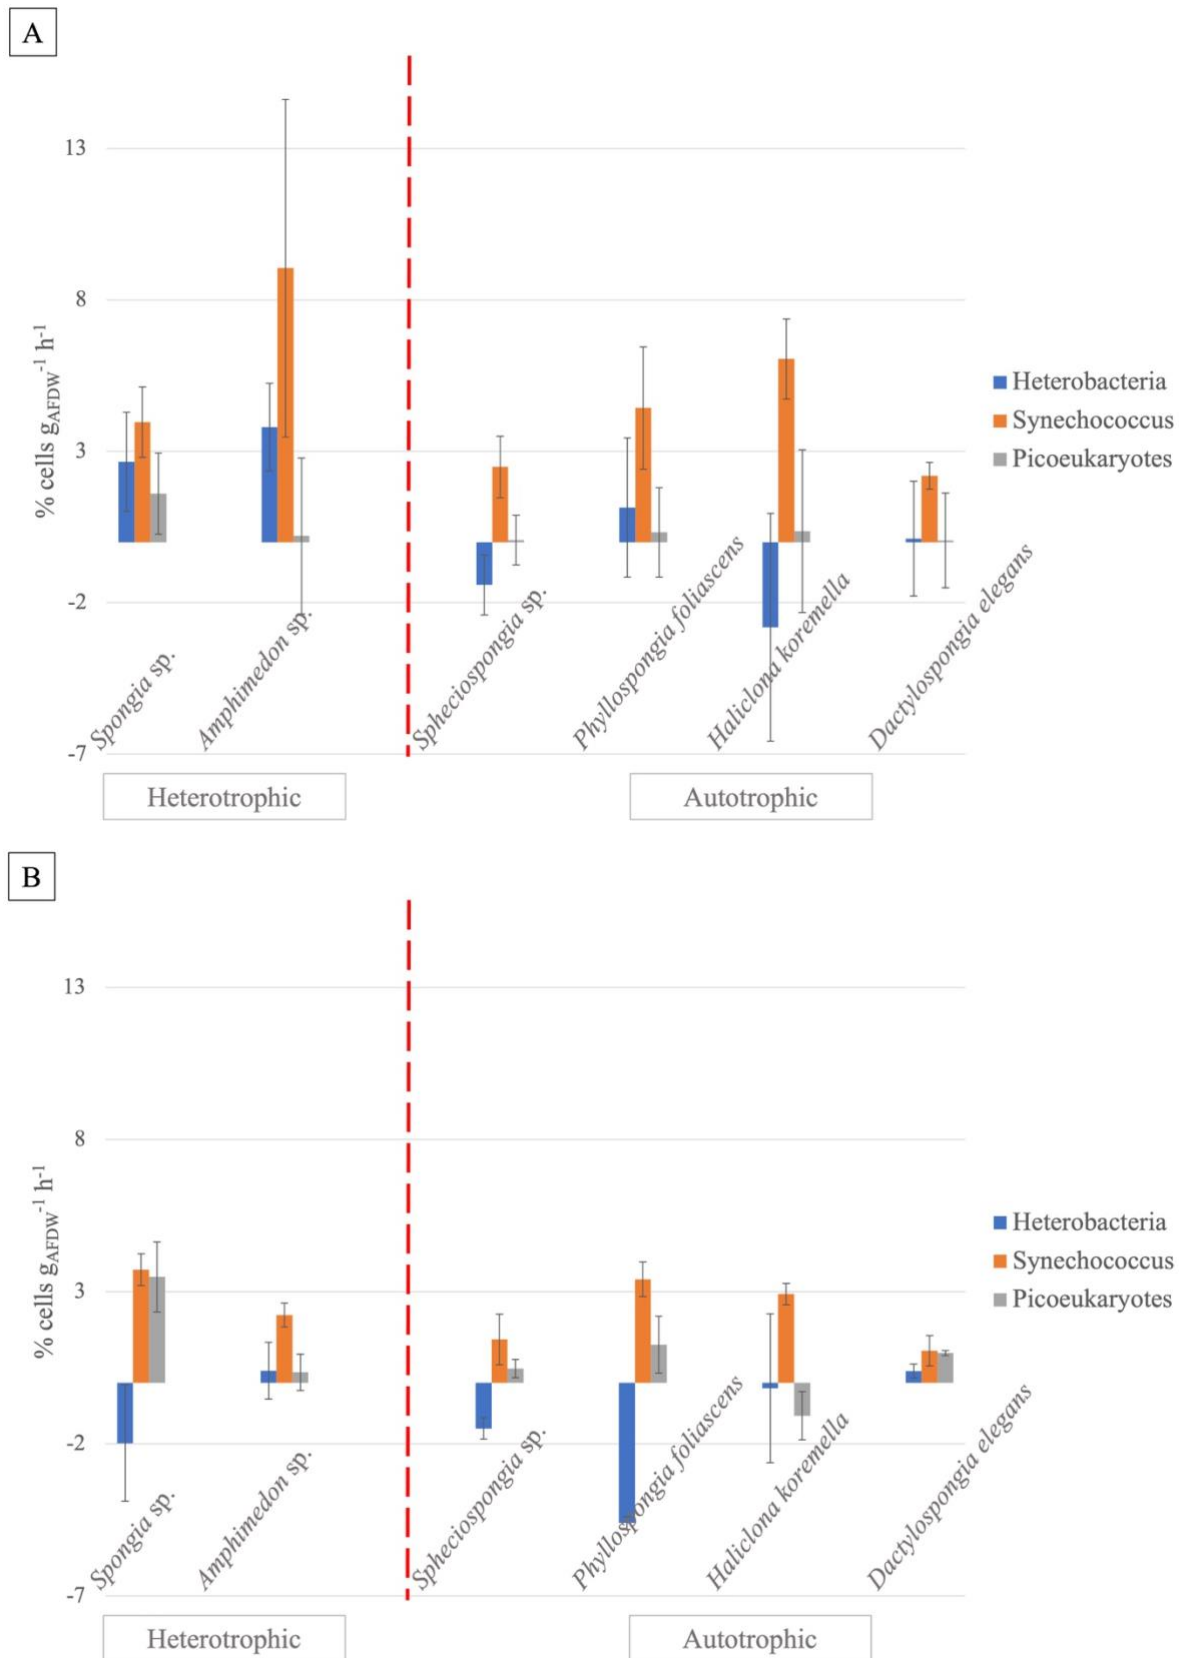 A
13
8
3
-2
-7
% cells gAFDW-1 h-1
Heterobacteria
Synechococcus
Picoeukaryotes
Spongia sp.
Amphimedon sp.
Spheciospongia sp.
Phyllospongia foliascens
Haliclona koremella
Dactylospongia elegans
Heterotrophic
Autotrophic
B
13
8
3
-2
-7
% cells gAFDW-1 h-1
Heterobacteria
Synechococcus
Picoeukaryotes
Spongia sp.
Amphimedon sp.
Spheciospongia sp.
Phyllospongia foliascens
Haliclona koremella
Dactylospongia elegans
Heterotrophic
Autotrophic